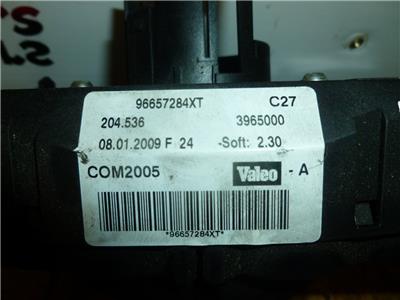 96657284XT C27
204.536 3965000
08.01.2009 F 24 -Soft: 2.30
COM2005 Valeo - A
*96657284XT*